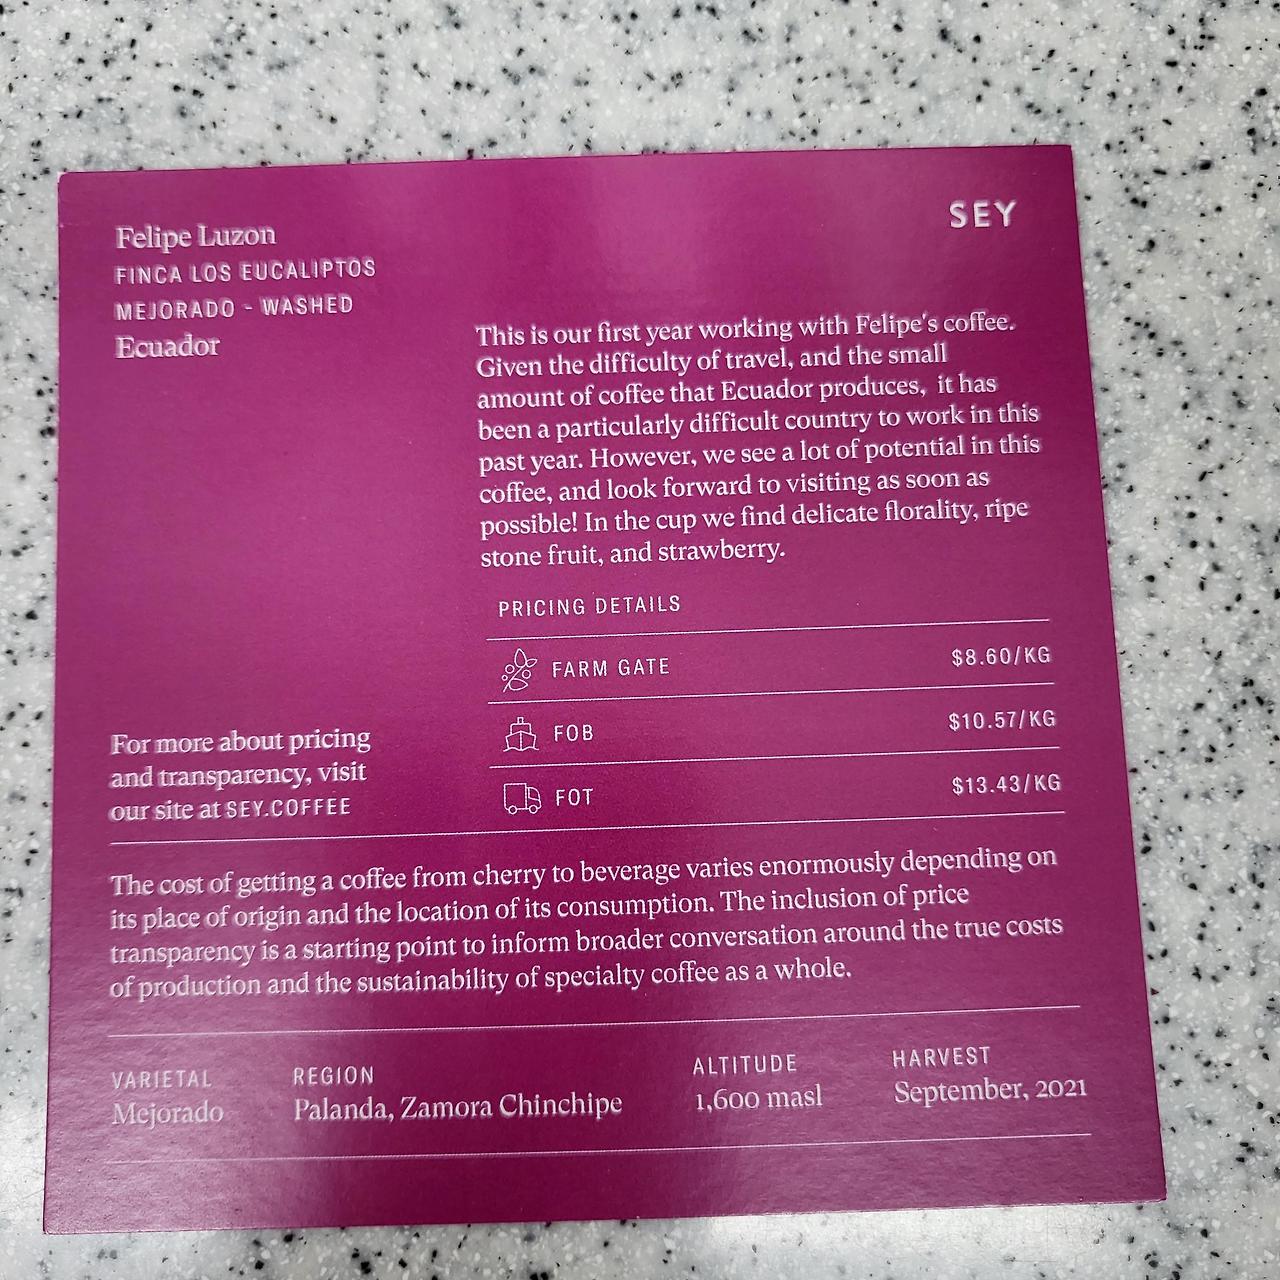 SEY
Felipe Luzon
FINCA LOS EUCALIPTOS
MEJORADO - WASHED
Ecuador
This is our first year working with Felipe's coffee.
Given the difficulty of travel, and the small
amount of coffee that Ecuador produces, it has
been a particularly difficult country to work in this
past year. However, we see a lot of potential in this
coffee, and look forward to visiting as soon as
possible! In the cup we find delicate florality, ripe
stone fruit, and strawberry.
PRICING DETAILS
FARM GATE $8.60/KG
FOB $10.57/KG
FOT $13.43/KG
For more about pricing
and transparency, visit
our site at SEY.COFFEE
The cost of getting a coffee from cherry to beverage varies enormously depending on
its place of origin and the location of its consumption. The inclusion of price
transparency is a starting point to inform broader conversation around the true costs
of production and the sustainability of specialty coffee as a whole.
VARIETAL REGION ALTITUDE HARVEST
Mejorado Palanda, Zamora Chinchipe 1,600 masl September, 2021